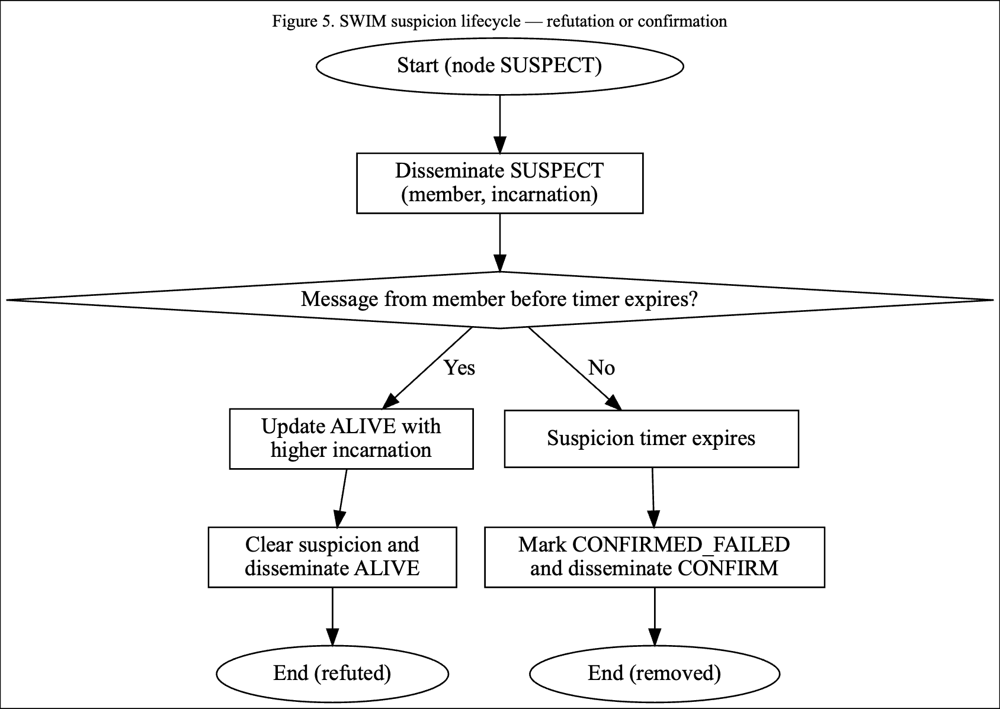 Figure 5. SWIM suspicion lifecycle — refutation or confirmation
Start (node SUSPECT)
Disseminate SUSPECT
(member, incarnation)
Message from member before timer expires?
Yes
No
Update ALIVE with
higher incarnation
Suspicion timer expires
Clear suspicion and
disseminate ALIVE
Mark CONFIRMED_FAILED
and disseminate CONFIRM
End (refuted)
End (removed)